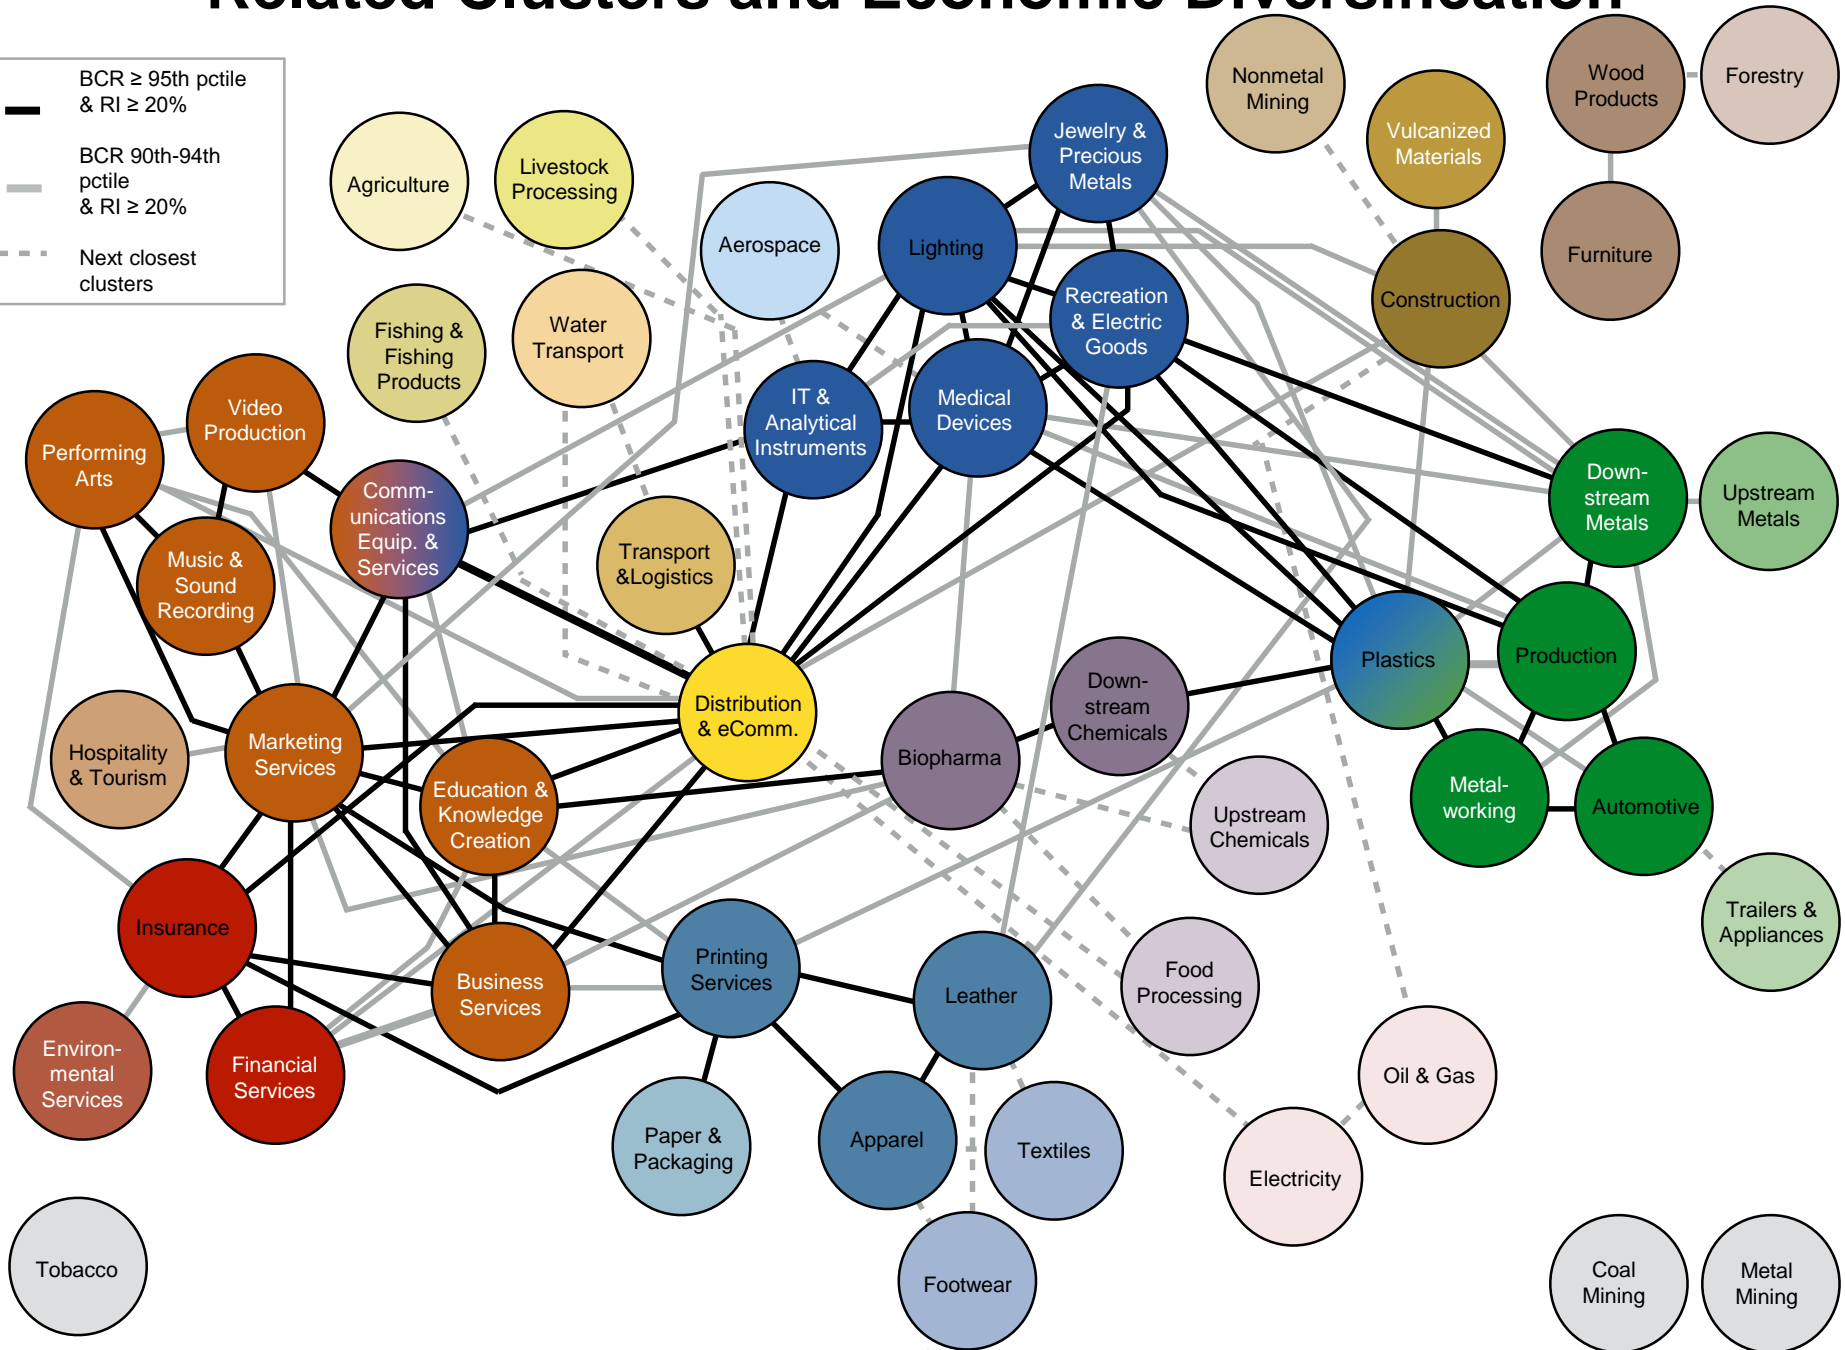 Related Clusters and Economic Diversification
BCR ≥ 95th pctile
& RI ≥ 20%
BCR 90th-94th
pctile
& RI ≥ 20%
Next closest
clusters
Agriculture
Livestock
Processing
Aerospace
Lighting
Jewelry &
Precious
Metals
Nonmetal
Mining
Vulcanized
Materials
Wood
Products
Forestry
Furniture
Construction
Recreation
& Electric
Goods
Fishing &
Fishing
Products
Water
Transport
IT &
Analytical
Instruments
Medical
Devices
Performing
Arts
Video
Production
Comm-
unications
Equip. &
Services
Music &
Sound
Recording
Transport
&Logistics
Down-
stream
Metals
Upstream
Metals
Plastics
Production
Metal-
working
Automotive
Trailers &
Appliances
Hospitality
& Tourism
Marketing
Services
Education &
Knowledge
Creation
Distribution
& eComm.
Biopharma
Down-
stream
Chemicals
Upstream
Chemicals
Insurance
Business
Services
Printing
Services
Leather
Food
Processing
Environ-
mental
Services
Financial
Services
Paper &
Packaging
Apparel
Textiles
Oil & Gas
Electricity
Footwear
Tobacco
Coal
Mining
Metal
Mining